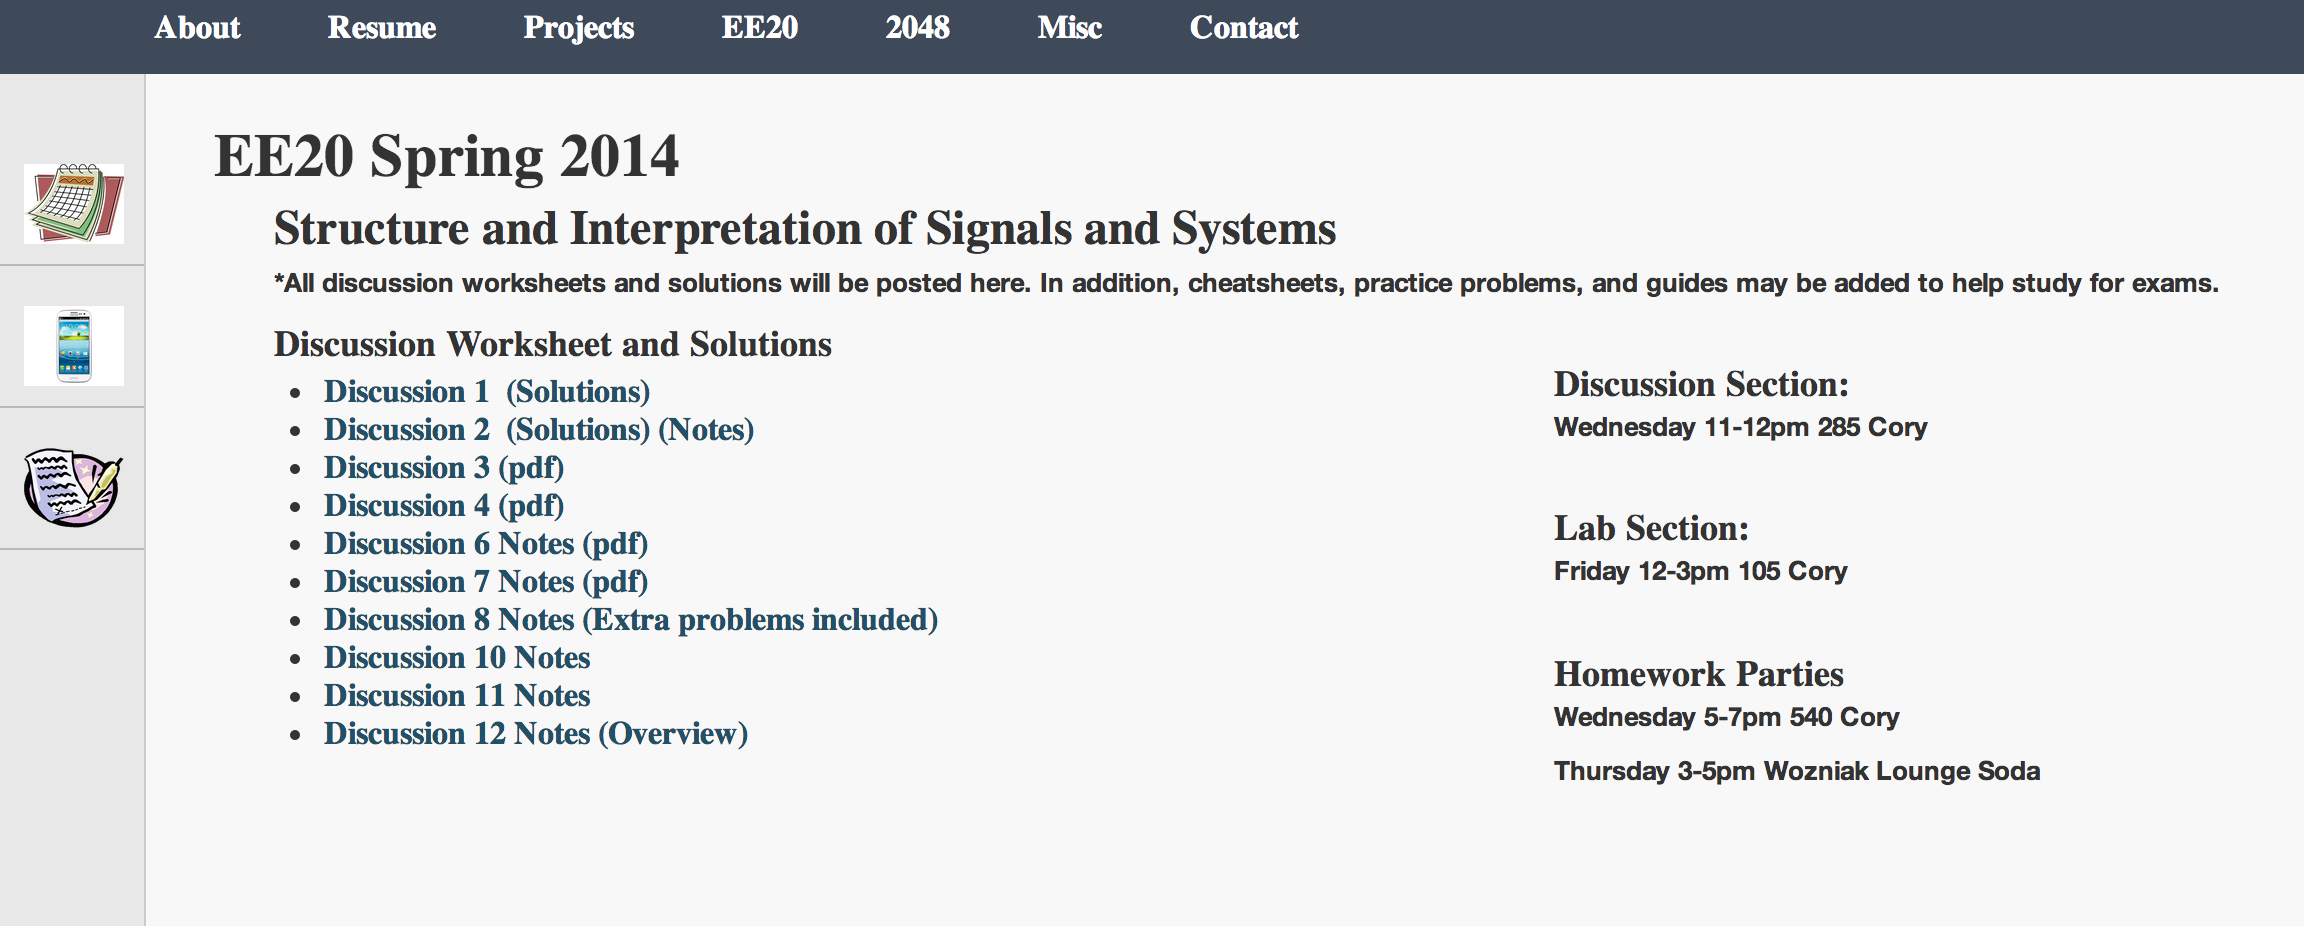 About Resume Projects EE20 2048 Misc Contact
EE20 Spring 2014
Structure and Interpretation of Signals and Systems
*All discussion worksheets and solutions will be posted here. In addition, cheatsheets, practice problems, and guides may be added to help study for exams.
Discussion Worksheet and Solutions
Discussion 1 (Solutions)
Discussion 2 (Solutions) (Notes)
Discussion 3 (pdf)
Discussion 4 (pdf)
Discussion 6 Notes (pdf)
Discussion 7 Notes (pdf)
Discussion 8 Notes (Extra problems included)
Discussion 10 Notes
Discussion 11 Notes
Discussion 12 Notes (Overview)
Discussion Section:
Wednesday 11-12pm 285 Cory
Lab Section:
Friday 12-3pm 105 Cory
Homework Parties
Wednesday 5-7pm 540 Cory
Thursday 3-5pm Wozniak Lounge Soda